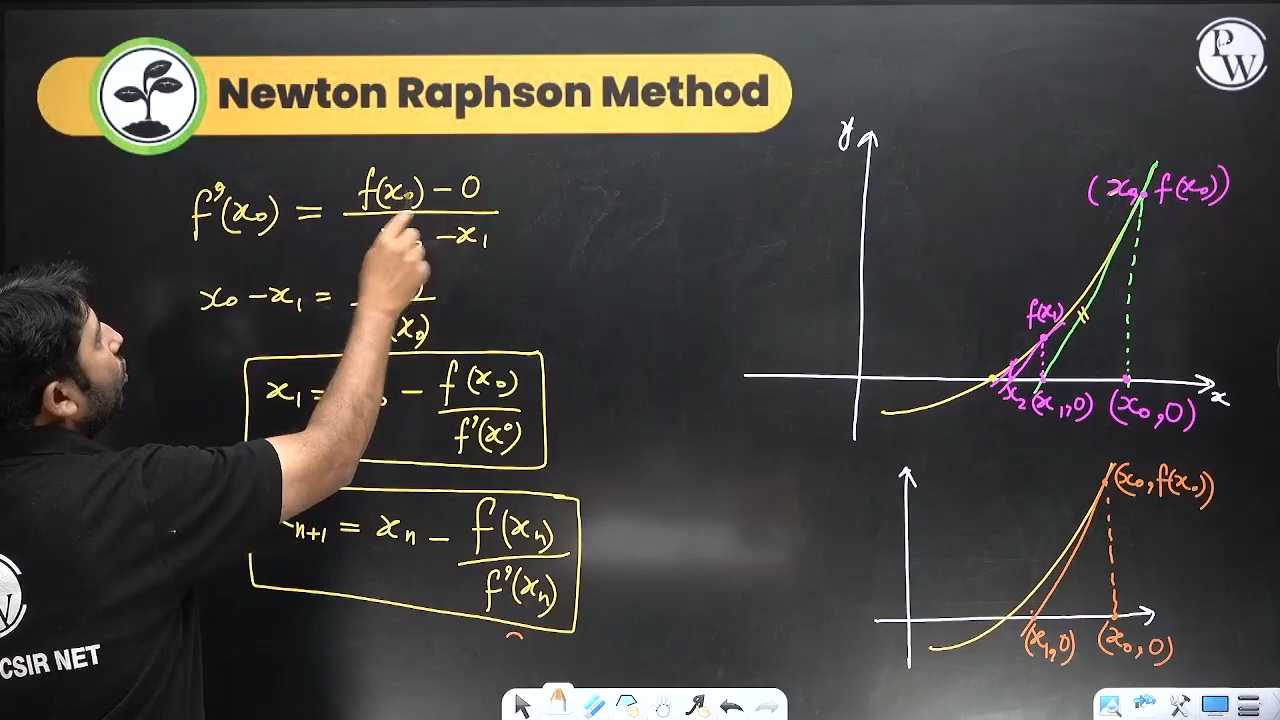 Newton Raphson Method
PW
f'(x₀) = f(x₀) − 0 / − x₁
x₀ − x₁ =
(x₀)
x₁ = − f(x₀) / f'(x₀)
n+1 = xₙ − f(xₙ) / f'(xₙ)
y
(x₀, f(x₀))
f(x₁)
x₂ (x₁,0) (x₀,0) x
(x₀, f(x₀))
(x₁,0) (x₀,0)
W
CSIR NET